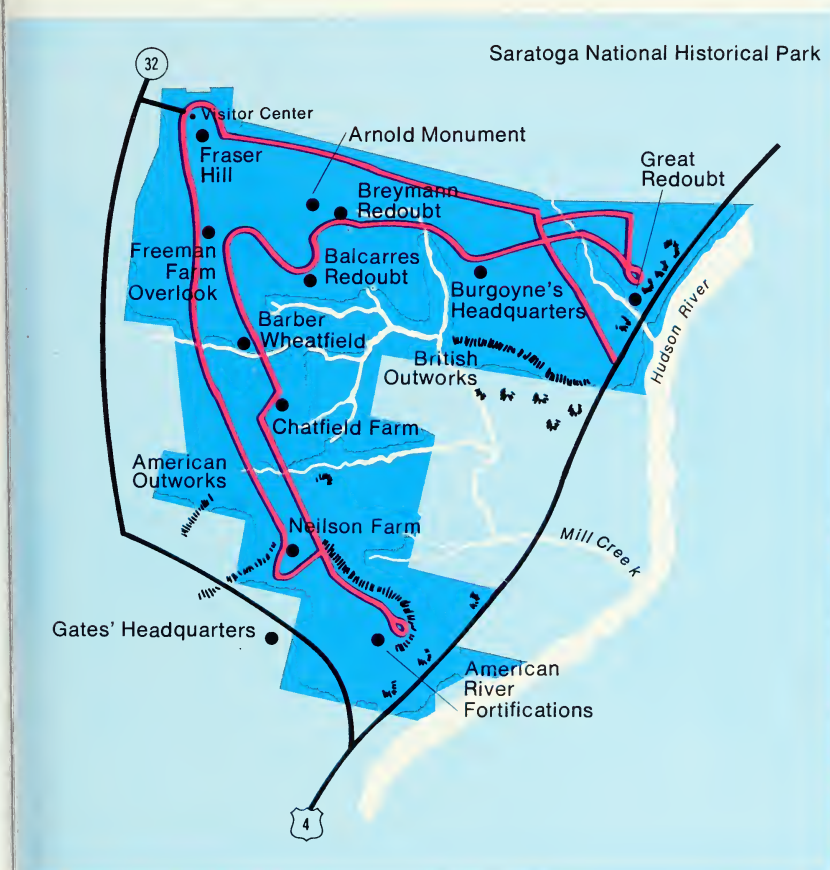 Saratoga National Historical Park
32
Visitor Center
Fraser
Hill
Arnold Monument
Great
Redoubt
Breymann
Redoubt
Freeman
Farm
Overlook
Balcarres
Redoubt
Burgoyne's
Headquarters
Hudson River
Barber
Wheatfield
British
Outworks
Chatfield Farm
American
Outworks
Neilson Farm
Mill Creek
Gates' Headquarters
American
River
Fortifications
4